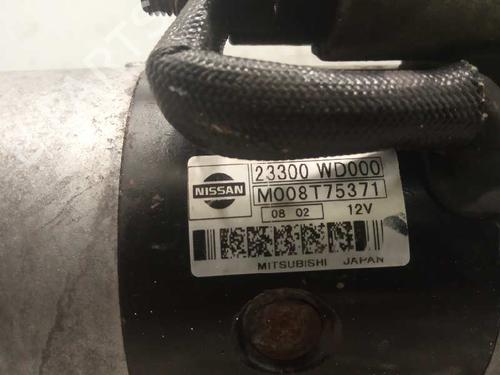 NISSAN
23300 WD000
M008T75371
08 02 12V
MITSUBISHI JAPAN